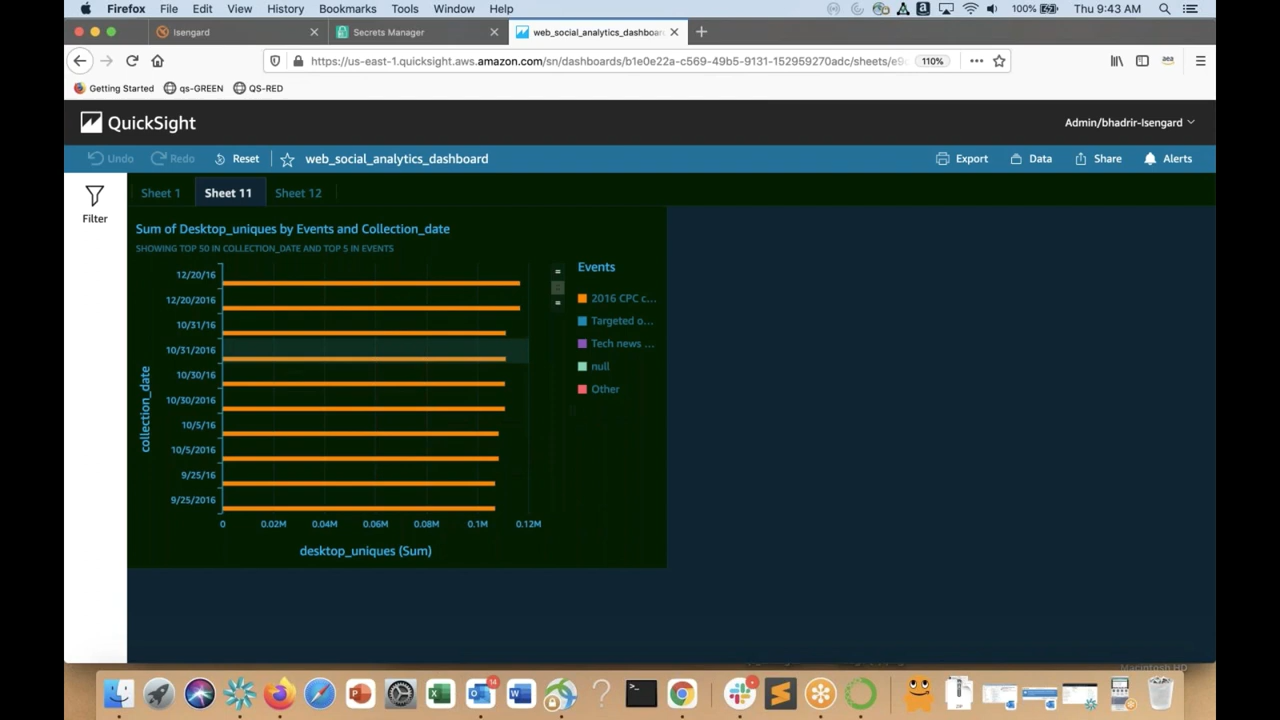 Firefox File Edit View History Bookmarks Tools Window Help 100% Thu 9:43 AM
Isengard Secrets Manager web_social_analytics_dashboar
https://us-east-1.quicksight.aws.amazon.com/sn/dashboards/b1e0e22a-c569-49b5-9131-152959270adc/sheets/e9 110%
Getting Started qs-GREEN QS-RED
QuickSight Admin/bhadrir-Isengard
Undo Redo Reset web_social_analytics_dashboard Export Data Share Alerts
Filter
Sheet 1 Sheet 11 Sheet 12
Sum of Desktop_uniques by Events and Collection_date
SHOWING TOP 50 IN COLLECTION_DATE AND TOP 5 IN EVENTS
collection_date
12/20/16
12/20/2016
10/31/16
10/31/2016
10/30/16
10/30/2016
10/5/16
10/5/2016
9/25/16
9/25/2016
0 0.02M 0.04M 0.06M 0.08M 0.1M 0.12M
desktop_uniques (Sum)
Events
2016 CPC c...
Targeted o...
Tech news ...
null
Other
Macintosh HD
14